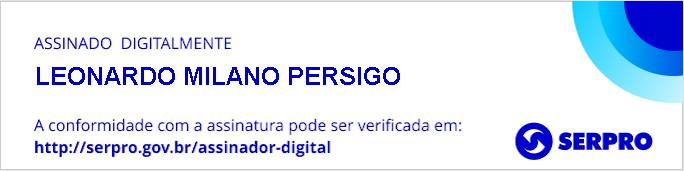 ASSINADO DIGITALMENTE
LEONARDO MILANO PERSIGO
A conformidade com a assinatura pode ser verificada em:
http://serpro.gov.br/assinador-digital
SERPRO